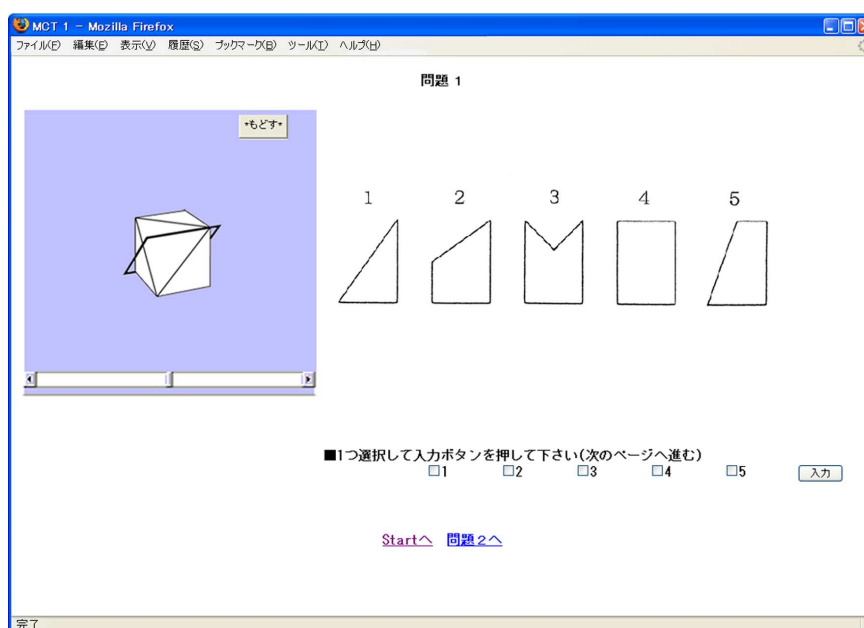 MCT 1 - Mozilla Firefox
ファイル(F) 編集(E) 表示(V) 履歴(S) ブックマーク(B) ツール(T) ヘルプ(H)
問題 1
*もどす*
1 2 3 4 5
■1つ選択して入力ボタンを押して下さい(次のページへ進む)
1 2 3 4 5 入力
Startへ 問題2へ
完了